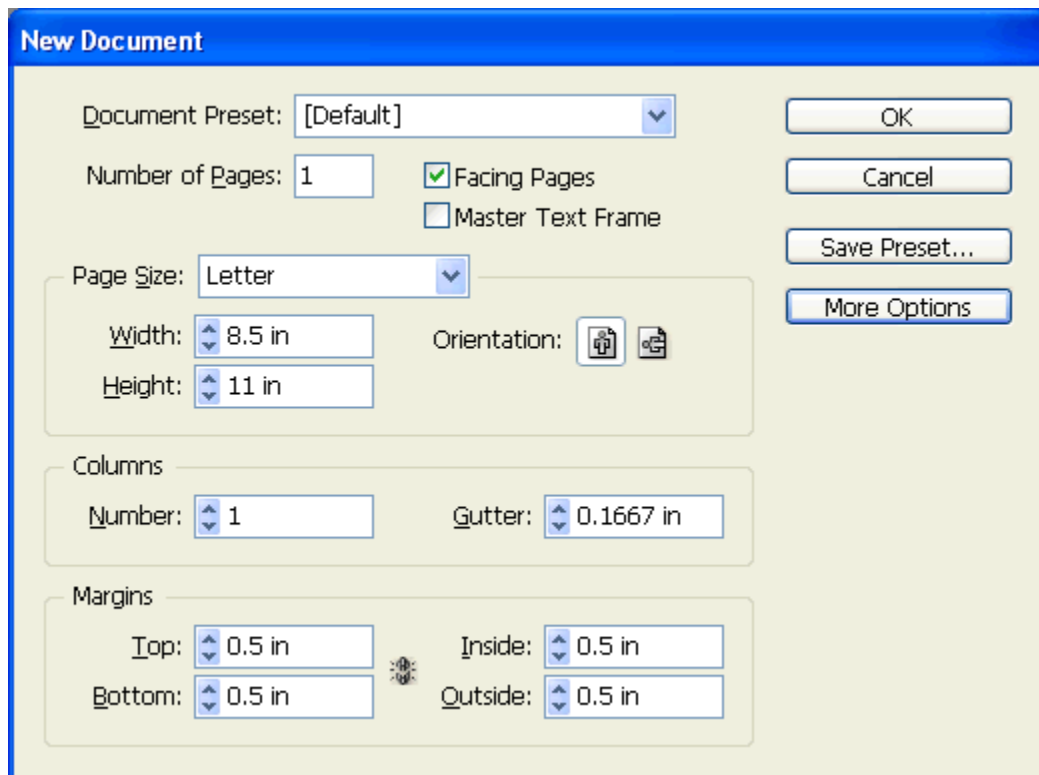 New Document
Document Preset: [Default] OK
Number of Pages: 1 Facing Pages Cancel
Master Text Frame
Save Preset...
Page Size: Letter
More Options
Width: 8.5 in Orientation:
Height: 11 in
Columns
Number: 1 Gutter: 0.1667 in
Margins
Top: 0.5 in Inside: 0.5 in
Bottom: 0.5 in Outside: 0.5 in